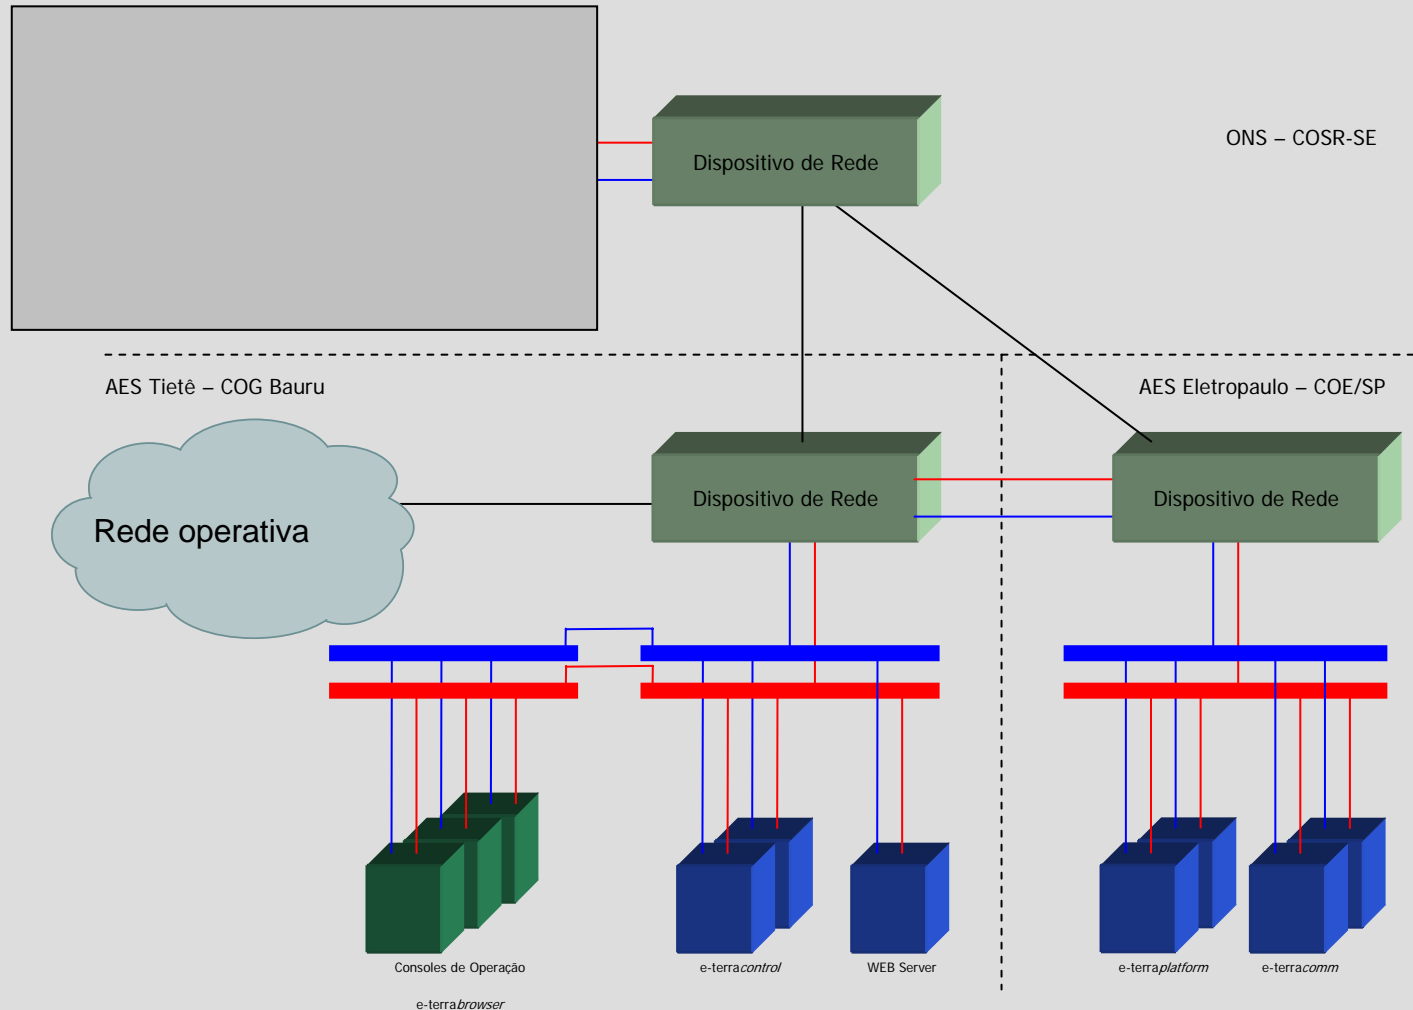 Dispositivo de Rede
ONS – COSR-SE
AES Tietê – COG Bauru
AES Eletropaulo – COE/SP
Rede operativa
Dispositivo de Rede
Dispositivo de Rede
Consoles de Operação
e-terrabrowser
e-terracontrol
WEB Server
e-terraplatform
e-terracomm